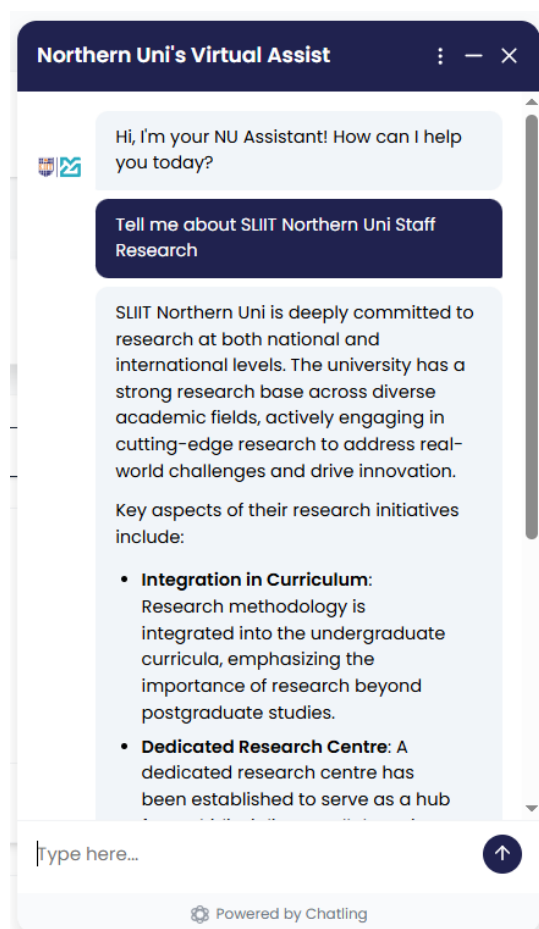 Northern Uni's Virtual Assist
Hi, I'm your NU Assistant! How can I help
you today?
Tell me about SLIIT Northern Uni Staff
Research
SLIIT Northern Uni is deeply committed to
research at both national and
international levels. The university has a
strong research base across diverse
academic fields, actively engaging in
cutting-edge research to address real-
world challenges and drive innovation.
Key aspects of their research initiatives
include:
• Integration in Curriculum:
Research methodology is
integrated into the undergraduate
curricula, emphasizing the
importance of research beyond
postgraduate studies.
• Dedicated Research Centre: A
dedicated research centre has
been established to serve as a hub
Type here...
Powered by Chatling